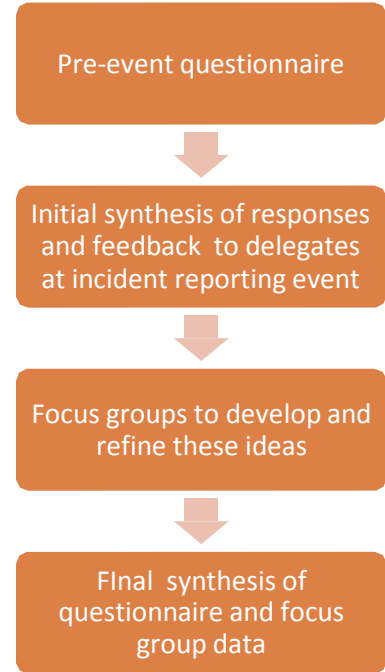 Pre-event questionnaire
Initial synthesis of responses
and feedback  to delegates
at incident reporting event
Focus groups to develop and
refine these ideas
FInal  synthesis of
questionnaire and focus
group data